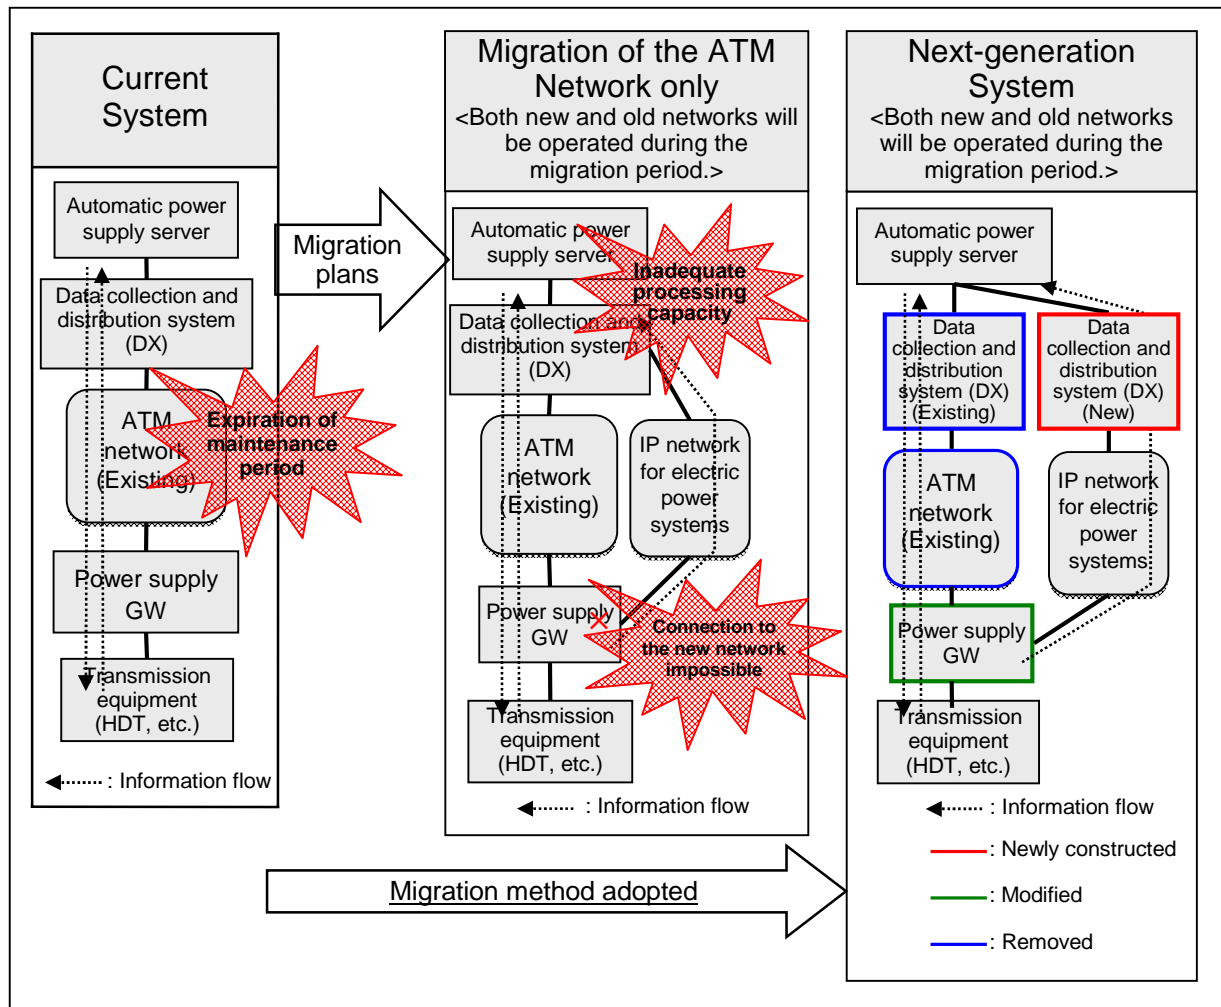 Current
System
Automatic power
supply server
Data collection and
distribution system
(DX)
ATM
network
(Existing)
Expiration of
maintenance
period
Power supply
GW
Transmission
equipment
(HDT, etc.)
: Information flow
Migration
plans
Migration of the ATM
Network only
<Both new and old networks will
be operated during the
migration period.>
Automatic power
supply server
Inadequate
processing
capacity
Data collection and
distribution system
(DX)
ATM
network
(Existing)
IP network
for electric
power
systems
Power supply
GW
Connection to
the new network
impossible
Transmission
equipment
(HDT, etc.)
: Information flow
Migration method adopted
Next-generation
System
<Both new and old networks
will be operated during the
migration period.>
Automatic power
supply server
Data
collection and
distribution
system (DX)
(Existing)
Data
collection and
distribution
system (DX)
(New)
ATM
network
(Existing)
IP network
for electric
power
systems
Power supply
GW
Transmission
equipment
(HDT, etc.)
: Information flow
: Newly constructed
: Modified
: Removed